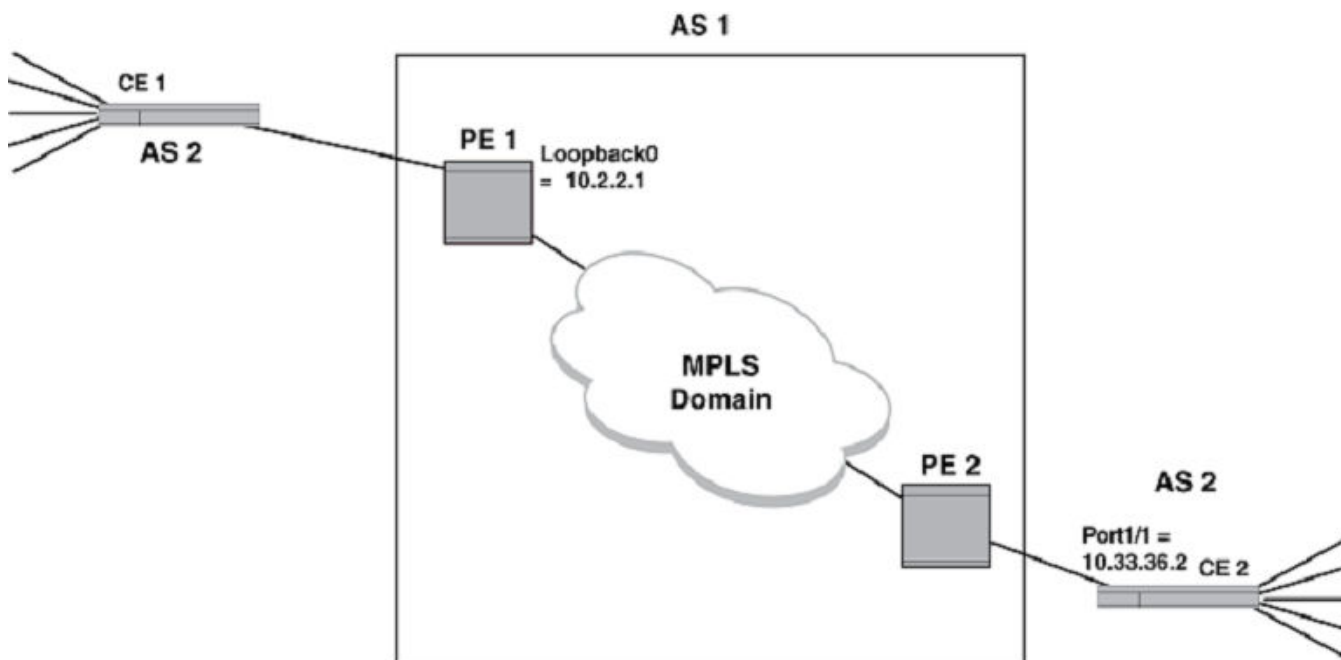 AS 1
CE 1
AS 2
PE 1
Loopback0
= 10.2.2.1
MPLS
Domain
PE 2
AS 2
Port1/1 =
10.33.36.2
CE 2